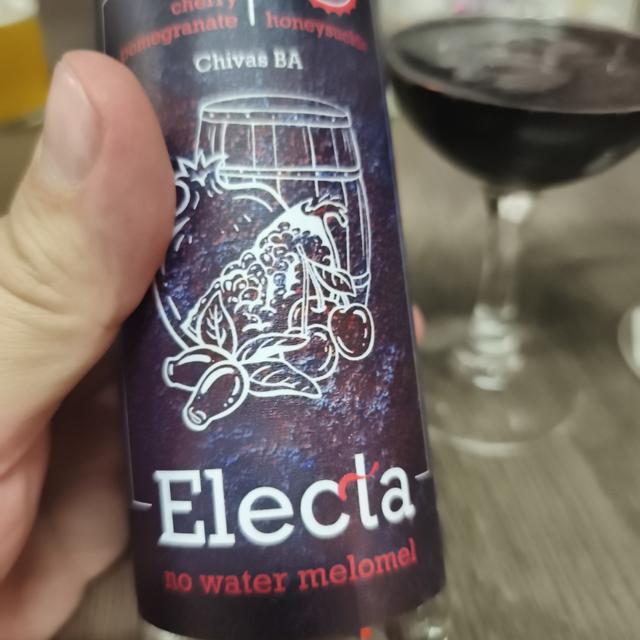 cherry
pomegranate
honeysuckle
Chivas BA
Electa
no water melomel